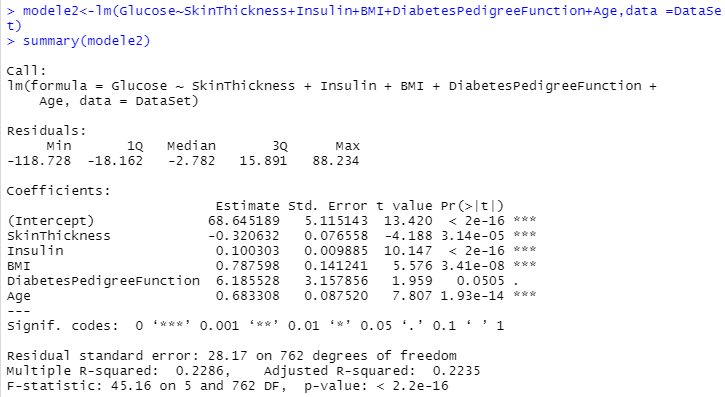 > modele2<-lm(Glucose~SkinThickness+Insulin+BMI+DiabetesPedigreeFunction+Age,data =DataSe
t)
> summary(modele2)
Call:
lm(formula = Glucose ~ SkinThickness + Insulin + BMI + DiabetesPedigreeFunction +
    Age, data = DataSet)
Residuals:
     Min       1Q   Median       3Q      Max
-118.728  -18.162   -2.782   15.891   88.234
Coefficients:
                          Estimate Std. Error t value Pr(>|t|)
(Intercept)              68.645189   5.115143  13.420  < 2e-16 ***
SkinThickness            -0.320632   0.076558  -4.188 3.14e-05 ***
Insulin                   0.100303   0.009885  10.147  < 2e-16 ***
BMI                       0.787598   0.141241   5.576 3.41e-08 ***
DiabetesPedigreeFunction  6.185528   3.157856   1.959   0.0505 .
Age                       0.683308   0.087520   7.807 1.93e-14 ***
---
Signif. codes:  0 ‘***’ 0.001 ‘**’ 0.01 ‘*’ 0.05 ‘.’ 0.1 ‘ ’ 1
Residual standard error: 28.17 on 762 degrees of freedom
Multiple R-squared:  0.2286,    Adjusted R-squared:  0.2235
F-statistic: 45.16 on 5 and 762 DF,  p-value: < 2.2e-16